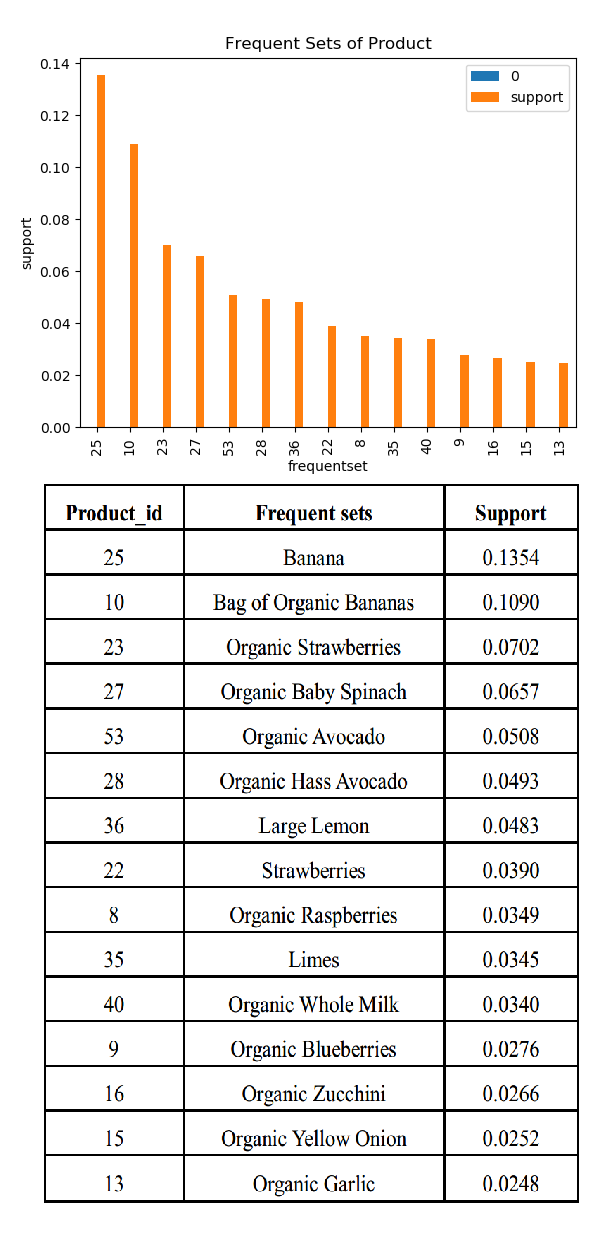 Frequent Sets of Product
0
support
0.14
0.12
0.10
0.08
0.06
0.04
0.02
0.00
support
25 10 23 27 53 28 36 22 8 35 40 9 16 15 13
frequentset
Product_id Frequent sets Support
25 Banana 0.1354
10 Bag of Organic Bananas 0.1090
23 Organic Strawberries 0.0702
27 Organic Baby Spinach 0.0657
53 Organic Avocado 0.0508
28 Organic Hass Avocado 0.0493
36 Large Lemon 0.0483
22 Strawberries 0.0390
8 Organic Raspberries 0.0349
35 Limes 0.0345
40 Organic Whole Milk 0.0340
9 Organic Blueberries 0.0276
16 Organic Zucchini 0.0266
15 Organic Yellow Onion 0.0252
13 Organic Garlic 0.0248